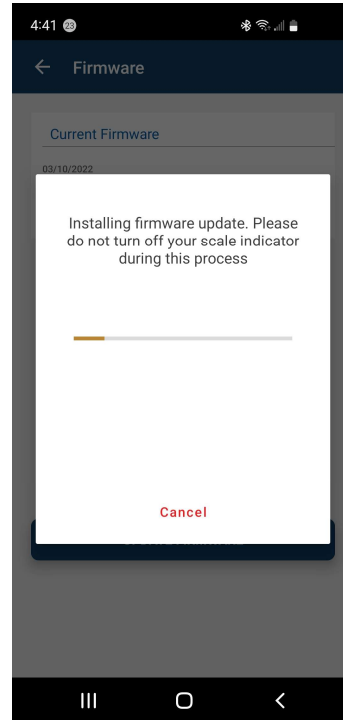 4:41 23
Firmware
Current Firmware
03/10/2022
Installing firmware update. Please
do not turn off your scale indicator
during this process
Cancel